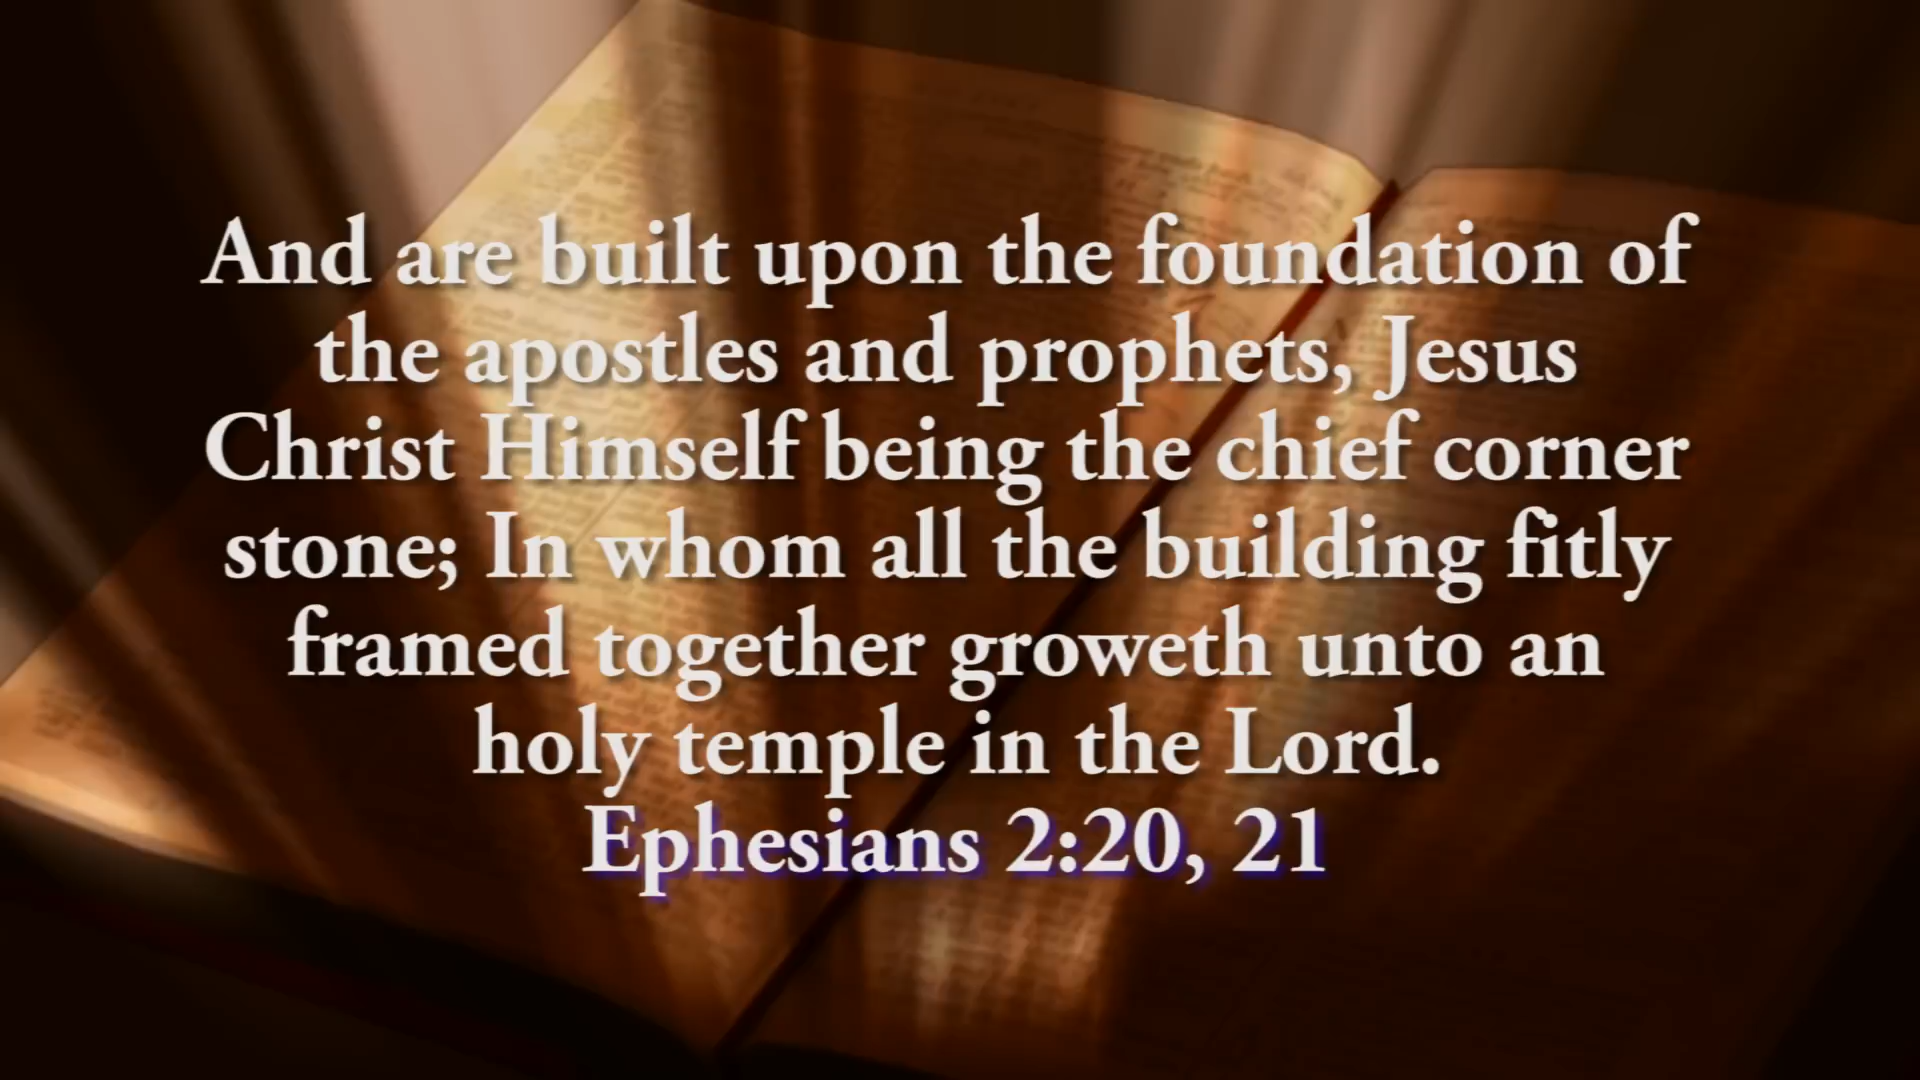 And are built upon the foundation of
the apostles and prophets, Jesus
Christ Himself being the chief corner
stone; In whom all the building fitly
framed together groweth unto an
holy temple in the Lord.
Ephesians 2:20, 21